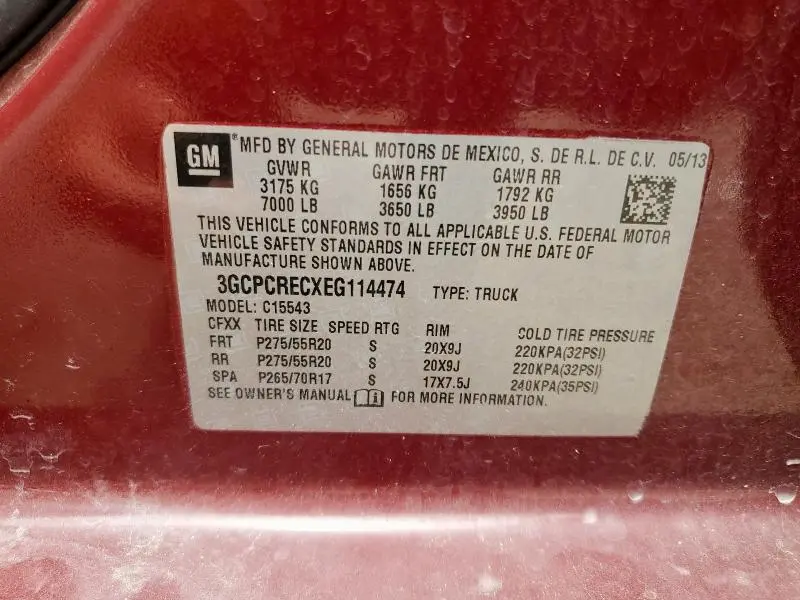 GM ® MFD BY GENERAL MOTORS DE MEXICO, S. DE R.L. DE C.V. 05/13
GVWR GAWR FRT GAWR RR
3175 KG 1656 KG 1792 KG
7000 LB 3650 LB 3950 LB
THIS VEHICLE CONFORMS TO ALL APPLICABLE U.S. FEDERAL MOTOR
VEHICLE SAFETY STANDARDS IN EFFECT ON THE DATE OF
MANUFACTURE SHOWN ABOVE.
3GCPCRECXEG114474 TYPE: TRUCK
MODEL: C15543
CFXX TIRE SIZE SPEED RTG RIM COLD TIRE PRESSURE
FRT P275/55R20 S 20X9J 220KPA(32PSI)
RR P275/55R20 S 20X9J 220KPA(32PSI)
SPA P265/70R17 S 17X7.5J 240KPA(35PSI)
SEE OWNER'S MANUAL FOR MORE INFORMATION.